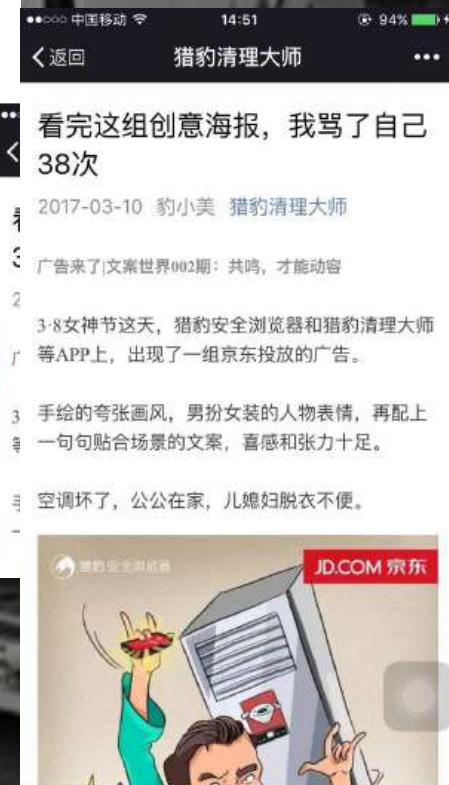 中国移动 14:51 94%
返回 猎豹清理大师
看完这组创意海报，我骂了自己
38次
2017-03-10 豹小美 猎豹清理大师
广告来了|文案世界002期：共鸣，才能动容
3·8女神节这天，猎豹安全浏览器和猎豹清理大师
等APP上，出现了一组京东投放的广告。
手绘的夸张画风，男扮女装的人物表情，再配上
一句句贴合场景的文案，喜感和张力十足。
空调坏了，公公在家，儿媳妇脱衣不便。
猎豹安全浏览器 JD.COM 京东